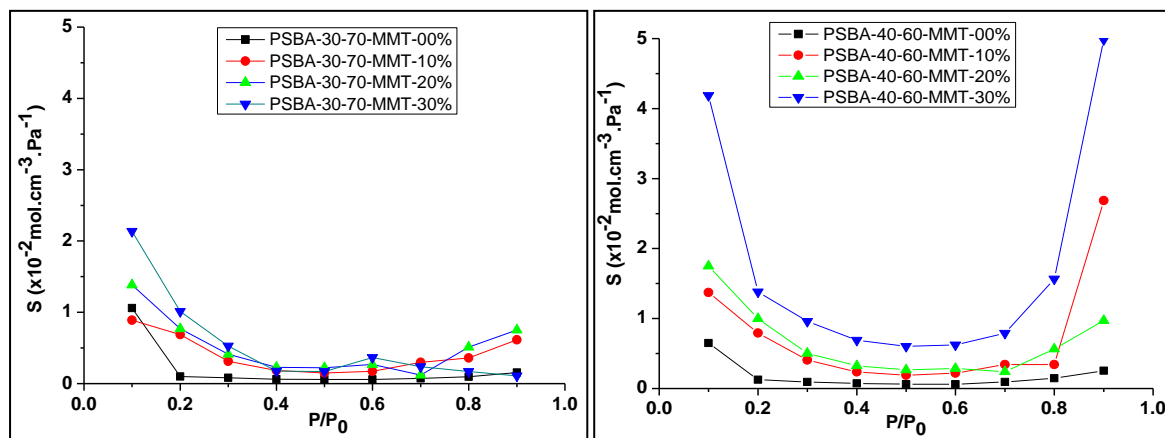 5
4
3
2
1
0
S (x10⁻²mol.cm⁻³.Pa⁻¹)
PSBA-30-70-MMT-00%
PSBA-30-70-MMT-10%
PSBA-30-70-MMT-20%
PSBA-30-70-MMT-30%
0.0 0.2 0.4 0.6 0.8 1.0
P/P₀
5
4
3
2
1
0
S (x10⁻²mol.cm⁻³.Pa⁻¹)
PSBA-40-60-MMT-00%
PSBA-40-60-MMT-10%
PSBA-40-60-MMT-20%
PSBA-40-60-MMT-30%
0.0 0.2 0.4 0.6 0.8 1.0
P/P₀